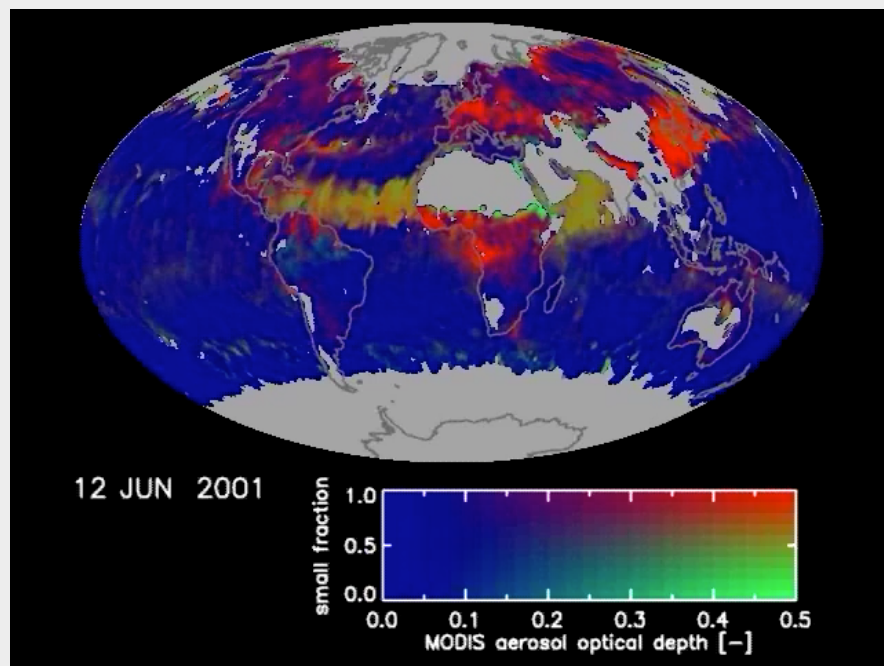 12 JUN 2001
small fraction
1.0
0.5
0.0
0.0 0.1 0.2 0.3 0.4 0.5
MODIS aerosol optical depth [-]